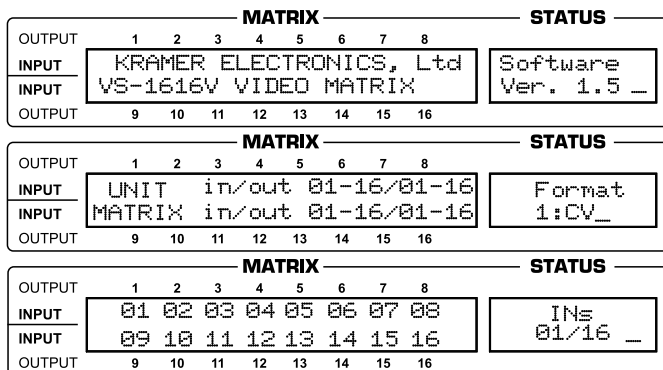 MATRIX STATUS
OUTPUT 1 2 3 4 5 6 7 8
INPUT KRAMER ELECTRONICS, Ltd Software
INPUT VS-1616V VIDEO MATRIX Ver. 1.5 _
OUTPUT 9 10 11 12 13 14 15 16
MATRIX STATUS
OUTPUT 1 2 3 4 5 6 7 8
INPUT UNIT in/out 01-16/01-16 Format
INPUT MATRIX in/out 01-16/01-16 1:CV_
OUTPUT 9 10 11 12 13 14 15 16
MATRIX STATUS
OUTPUT 1 2 3 4 5 6 7 8
INPUT 01 02 03 04 05 06 07 08 INs
INPUT 09 10 11 12 13 14 15 16 01/16 _
OUTPUT 9 10 11 12 13 14 15 16